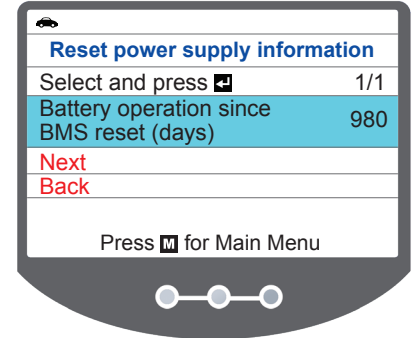 Reset power supply information
Select and press 1/1
Battery operation since
BMS reset (days) 980
Next
Back
Press M for Main Menu